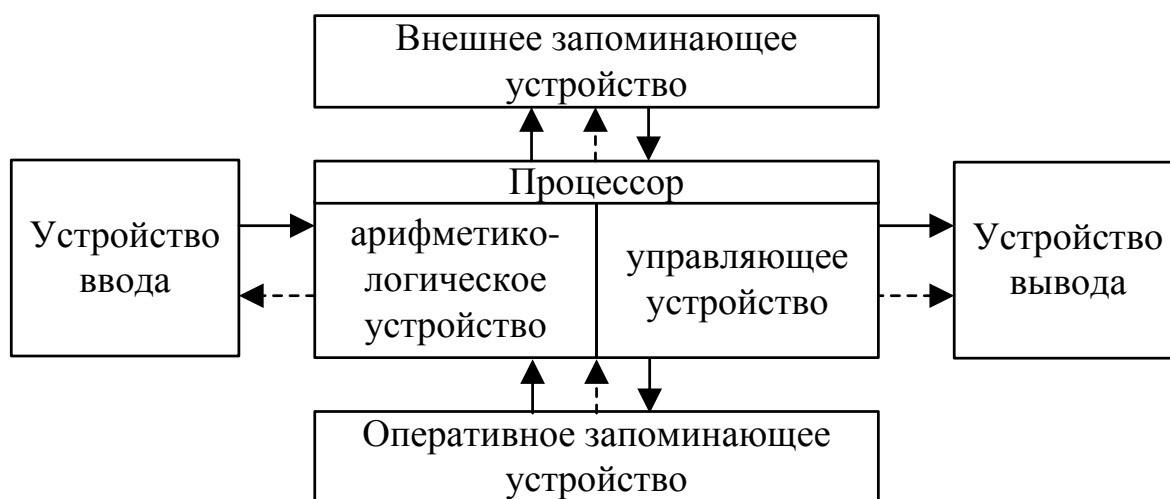 Внешнее запоминающее
устройство
Процессор
Устройство
ввода
арифметико-
логическое
устройство
управляющее
устройство
Устройство
вывода
Оперативное запоминающее
устройство